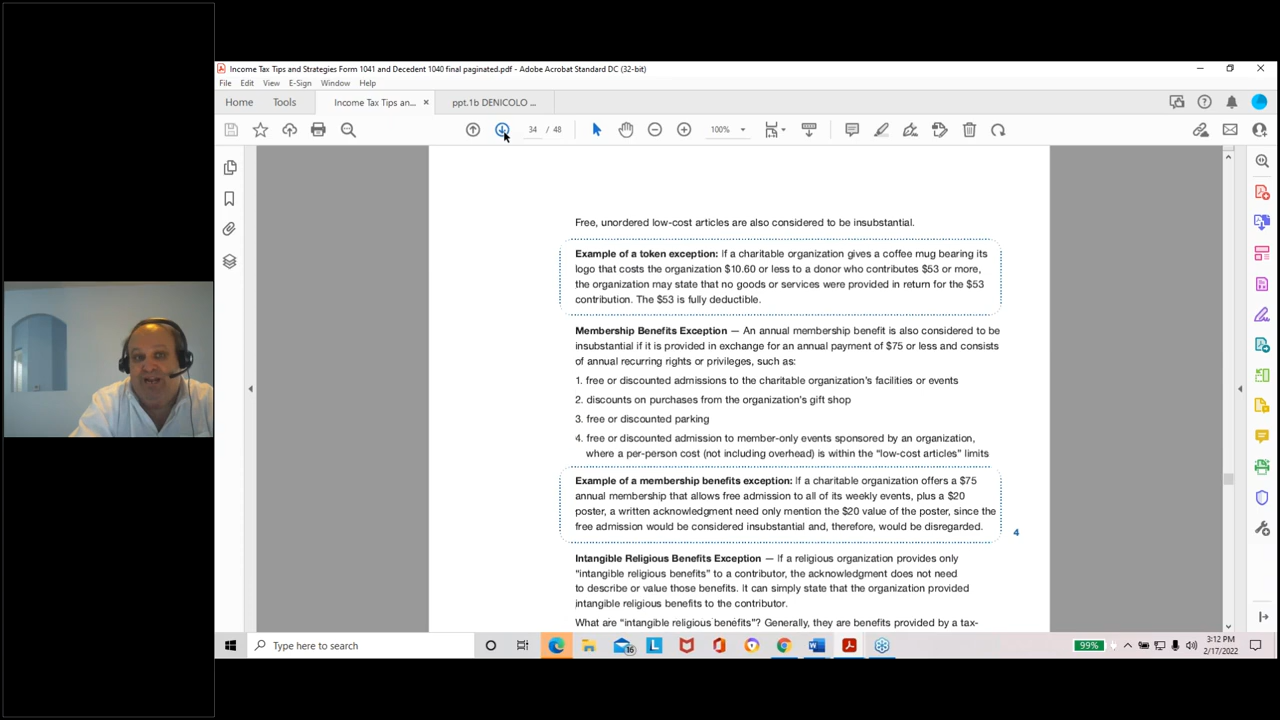 Income Tax Tips and Strategies Form 1041 and Decedent 1040 final paginated.pdf - Adobe Acrobat Standard DC (32-bit)
File Edit View E-Sign Window Help
Home Tools Income Tax Tips an... × ppt.1b DENICOLO ...
34 / 48 100%
Free, unordered low-cost articles are also considered to be insubstantial.
Example of a token exception: If a charitable organization gives a coffee mug bearing its
logo that costs the organization $10.60 or less to a donor who contributes $53 or more,
the organization may state that no goods or services were provided in return for the $53
contribution. The $53 is fully deductible.
Membership Benefits Exception — An annual membership benefit is also considered to be
insubstantial if it is provided in exchange for an annual payment of $75 or less and consists
of annual recurring rights or privileges, such as:
1. free or discounted admissions to the charitable organization's facilities or events
2. discounts on purchases from the organization's gift shop
3. free or discounted parking
4. free or discounted admission to member-only events sponsored by an organization,
where a per-person cost (not including overhead) is within the "low-cost articles" limits
Example of a membership benefits exception: If a charitable organization offers a $75
annual membership that allows free admission to all of its weekly events, plus a $20
poster, a written acknowledgment need only mention the $20 value of the poster, since the
free admission would be considered insubstantial and, therefore, would be disregarded.
4
Intangible Religious Benefits Exception — If a religious organization provides only
"intangible religious benefits" to a contributor, the acknowledgment does not need
to describe or value those benefits. It can simply state that the organization provided
intangible religious benefits to the contributor.
What are "intangible religious benefits"? Generally, they are benefits provided by a tax-
Type here to search
16
99%
3:12 PM
2/17/2022